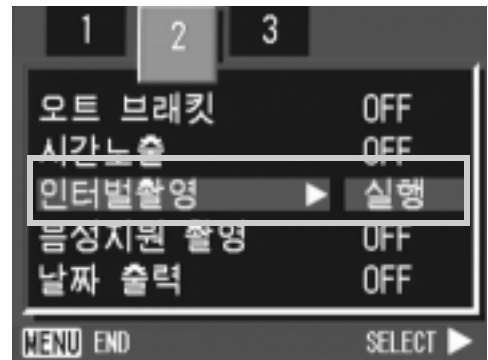 1 2 3
오트 브래킷 OFF
시간노출 OFF
인터벌촬영 ▶ 실행
음성지원 촬영 OFF
날짜 출력 OFF
MENU END SELECT ▶